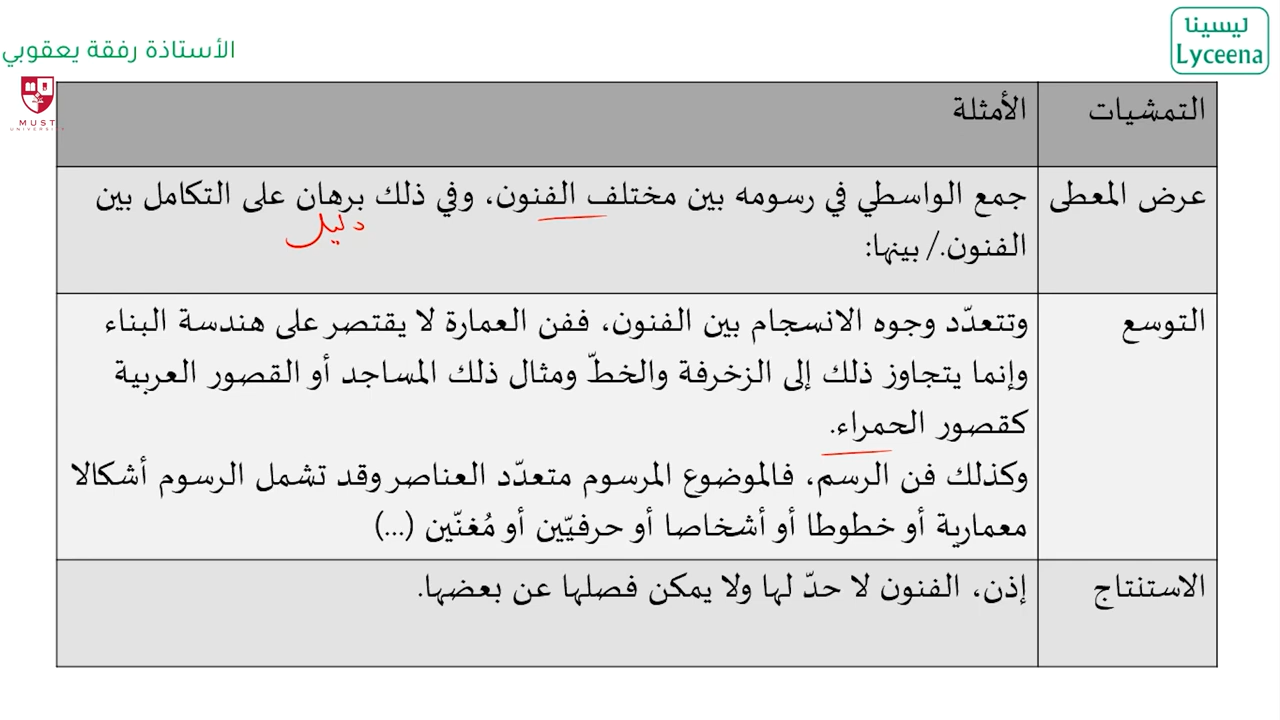 ليسينا
Lyceena
الأستاذة رفقة يعقوبي
MUST
UNIVERSITY
التمشيات
الأمثلة
عرض المعطى
جمع الواسطي في رسومه بين مختلف الفنون، وفي ذلك برهان على التكامل بين
دليل
الفنون./ بينها:
التوسع
وتتعدّد وجوه الانسجام بين الفنون، ففن العمارة لا يقتصر على هندسة البناء
وإنما يتجاوز ذلك إلى الزخرفة والخطّ ومثال ذلك المساجد أو القصور العربية
كقصور الحمراء.
وكذلك فن الرسم، فالموضوع المرسوم متعدّد العناصر وقد تشمل الرسوم أشكالا
معمارية أو خطوطا أو أشخاصا أو حرفيّين أو مُغنّين (...)
الاستنتاج
إذن، الفنون لا حدّ لها ولا يمكن فصلها عن بعضها.